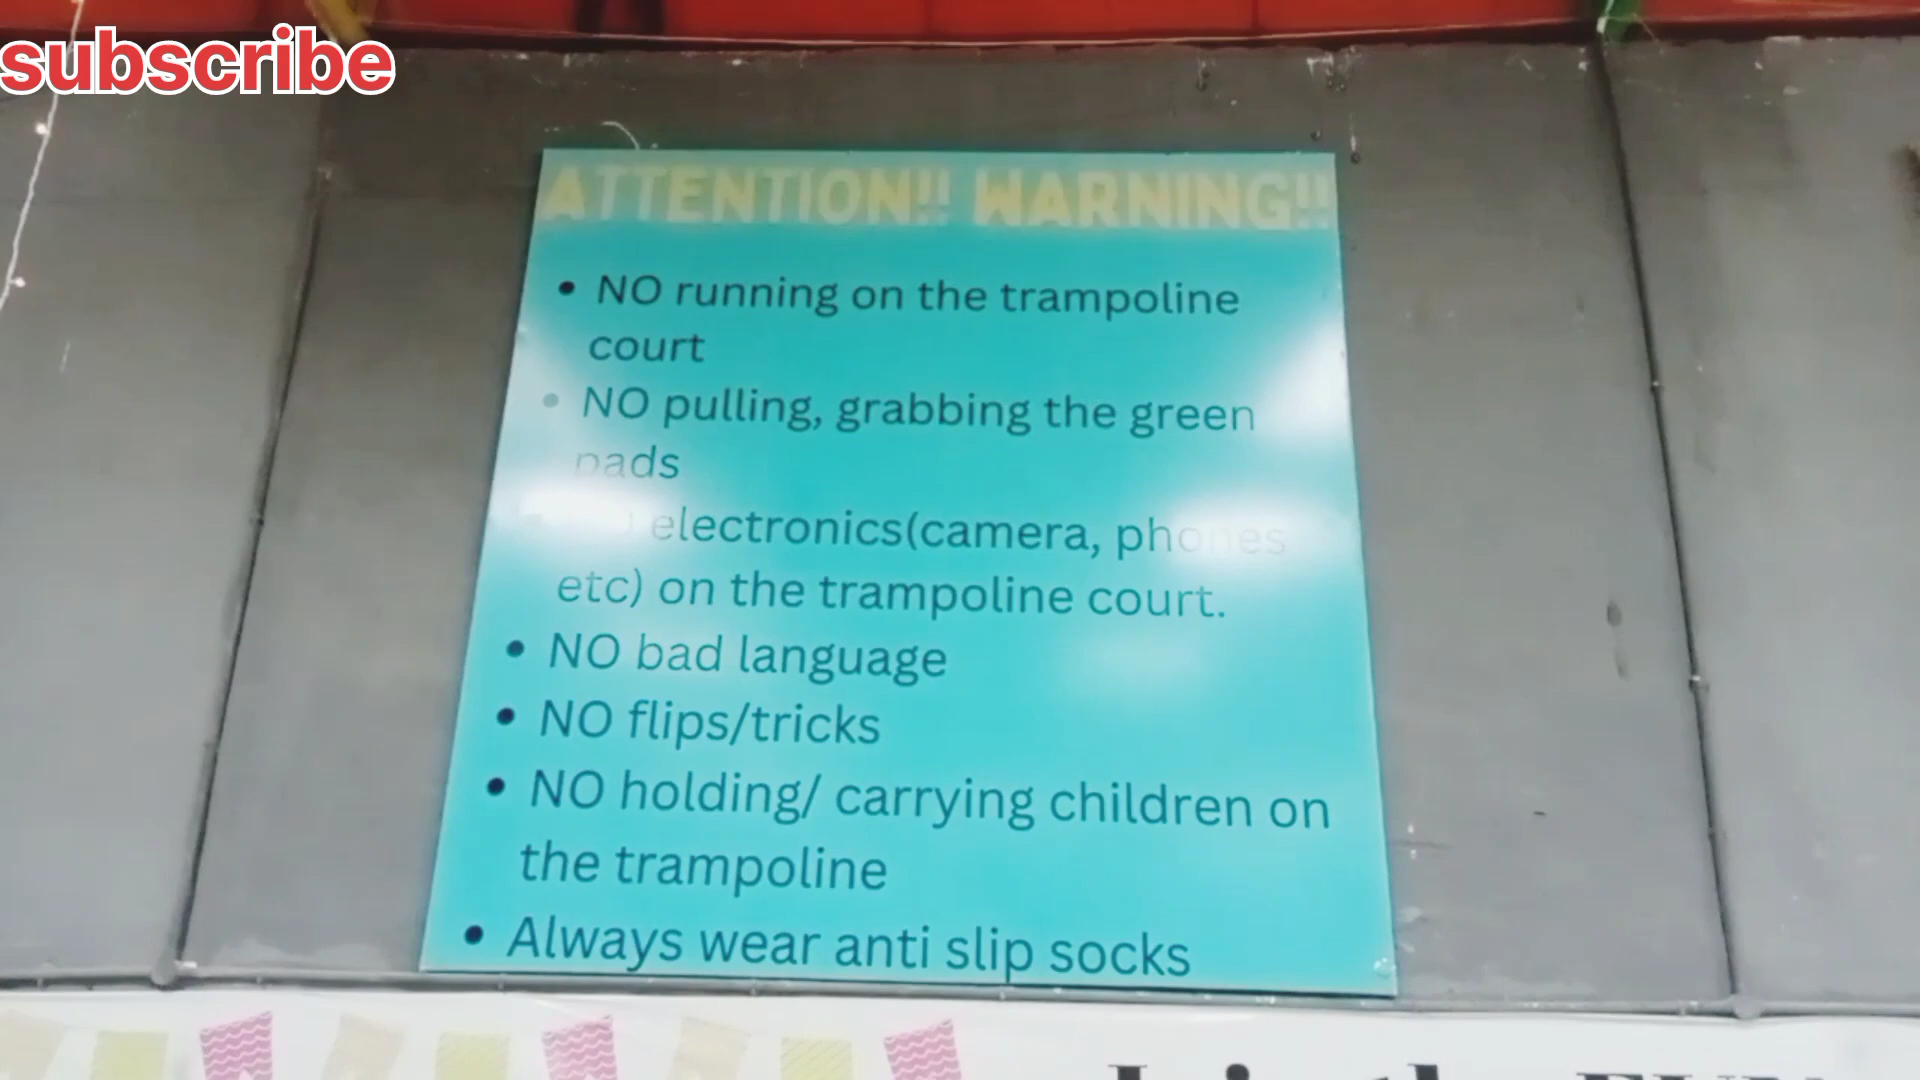 subscribe
ATTENTION!! WARNING!!
• NO running on the trampoline
court
• NO pulling, grabbing the green
pads
electronics(camera, phones
etc) on the trampoline court.
• NO bad language
• NO flips/tricks
• NO holding/ carrying children on
the trampoline
• Always wear anti slip socks